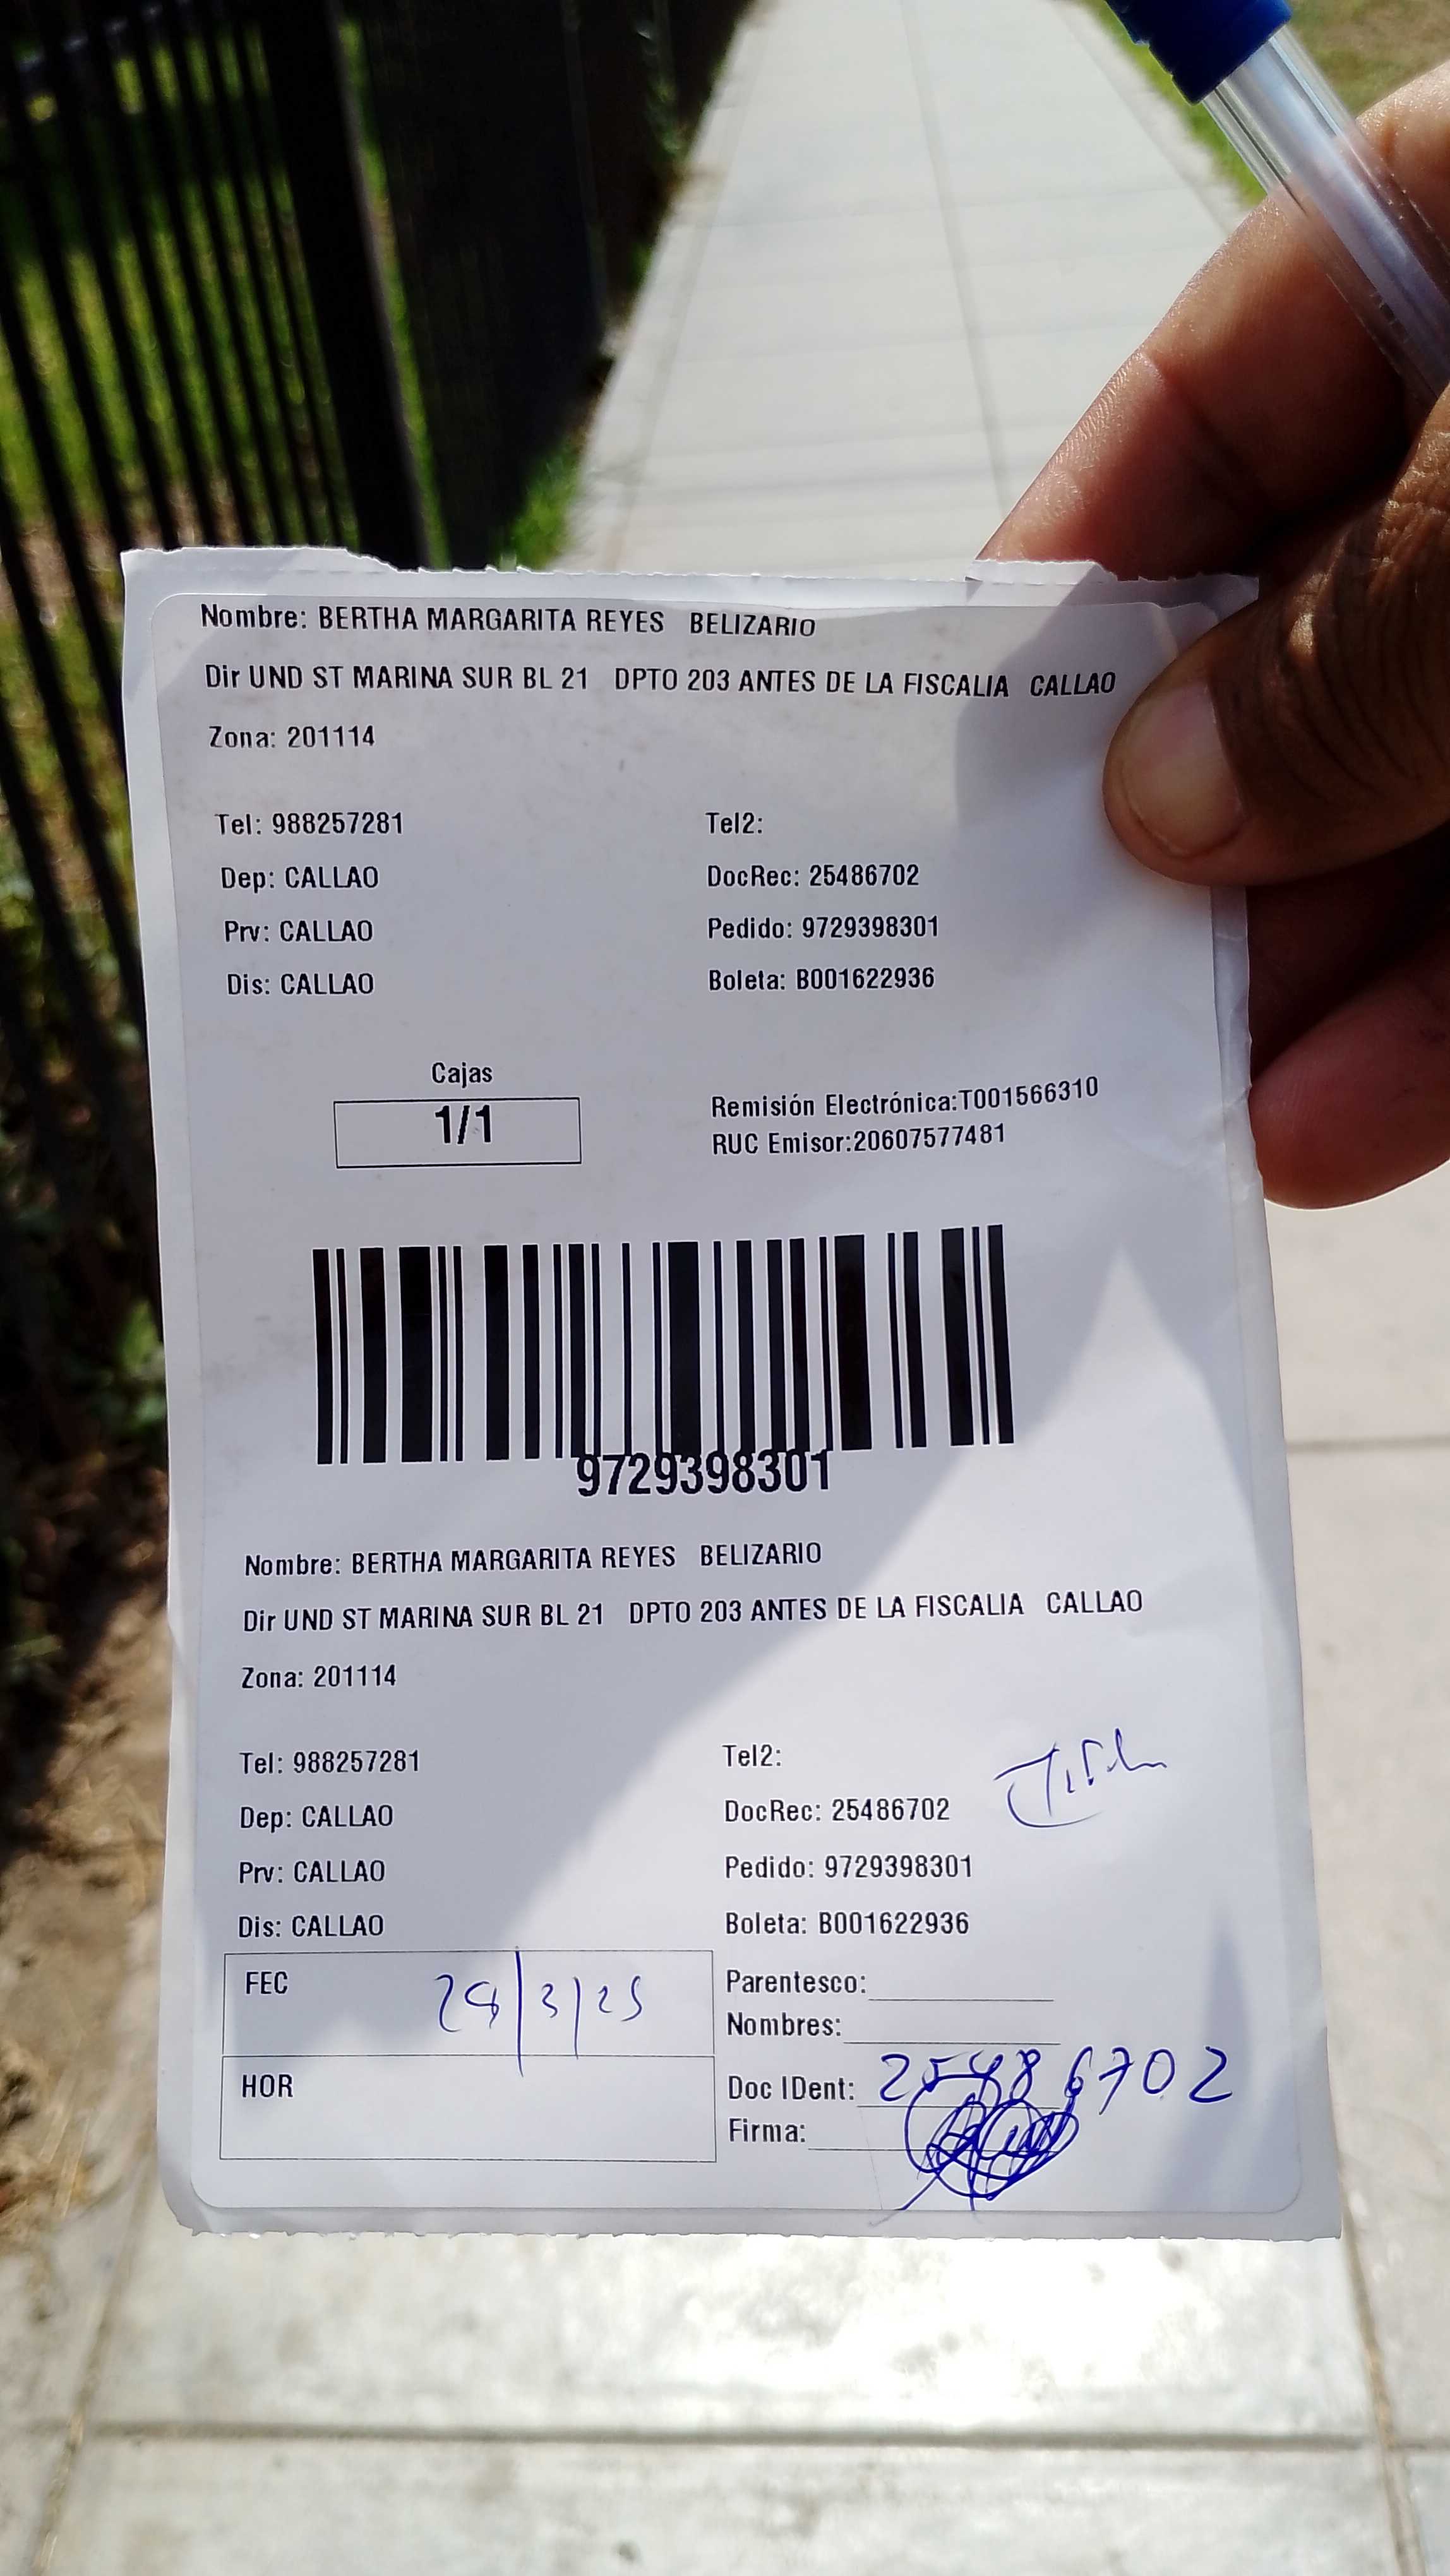 Nombre: BERTHA MARGARITA REYES BELIZARIO
Dir UND ST MARINA SUR BL 21 DPTO 203 ANTES DE LA FISCALIA CALLAO
Zona: 201114
Tel: 988257281 Tel2:
Dep: CALLAO DocRec: 25486702
Prv: CALLAO Pedido: 9729398301
Dis: CALLAO Boleta: B001622936
Cajas
1/1
Remisión Electrónica:T001566310
RUC Emisor:20607577481
9729398301
Nombre: BERTHA MARGARITA REYES BELIZARIO
Dir UND ST MARINA SUR BL 21 DPTO 203 ANTES DE LA FISCALIA CALLAO
Zona: 201114
Tel: 988257281 Tel2:
Dep: CALLAO DocRec: 25486702
Prv: CALLAO Pedido: 9729398301
Dis: CALLAO Boleta: B001622936
FEC 28/3/25
Parentesco:
Nombres:
HOR
Doc IDent: 25486702
Firma: